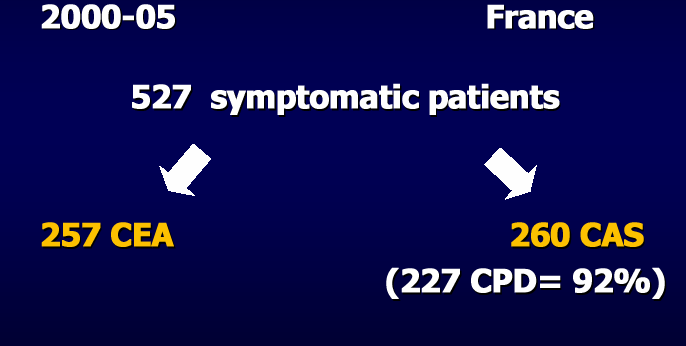 2000-05 France
527 symptomatic patients
257 CEA 260 CAS
(227 CPD= 92%)